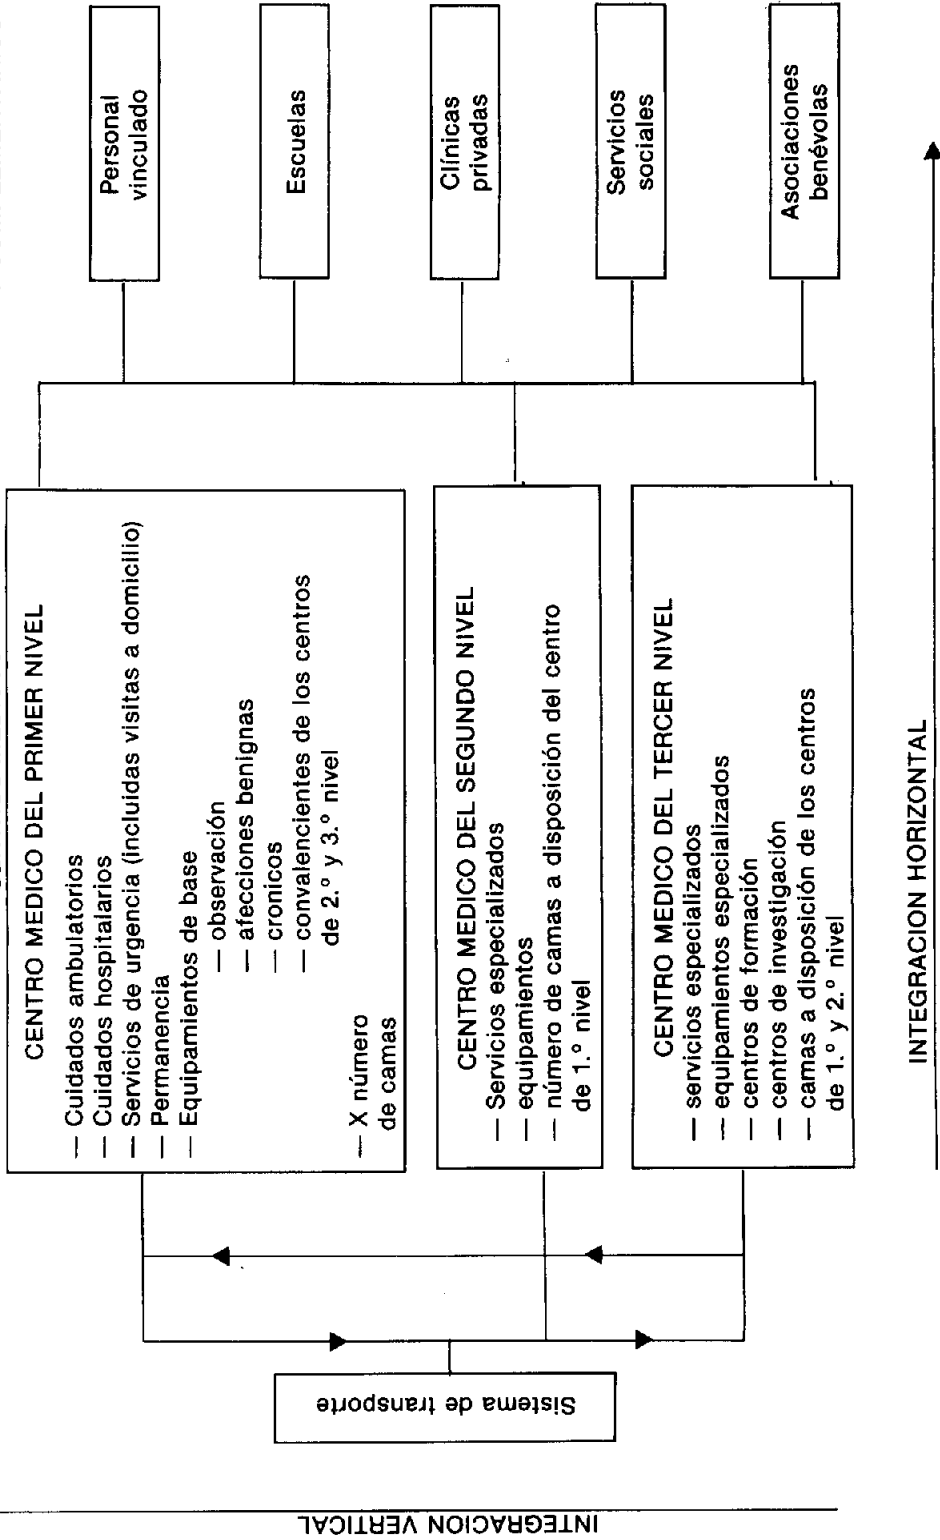 INTEGRACION VERTICAL
Sistema de transporte
CENTRO MEDICO DEL PRIMER NIVEL
— Cuidados ambulatorios
— Cuidados hospitalarios
— Servicios de urgencia (incluidas visitas a domicilio)
— Permanencia
— Equipamientos de base
— observación
— afecciones benignas
— cronicos
— convalencientes de los centros
de 2.º y 3.º nivel
— X número
de camas
CENTRO MEDICO DEL SEGUNDO NIVEL
— Servicios especializados
— equipamientos
— número de camas a disposición del centro
de 1.º nivel
CENTRO MEDICO DEL TERCER NIVEL
— servicios especializados
— equipamientos especializados
— centros de formación
— centros de investigación
— camas a disposición de los centros
de 1.º y 2.º nivel
Personal
vinculado
Escuelas
Clínicas
privadas
Servicios
sociales
Asociaciones
benévolas
INTEGRACION HORIZONTAL